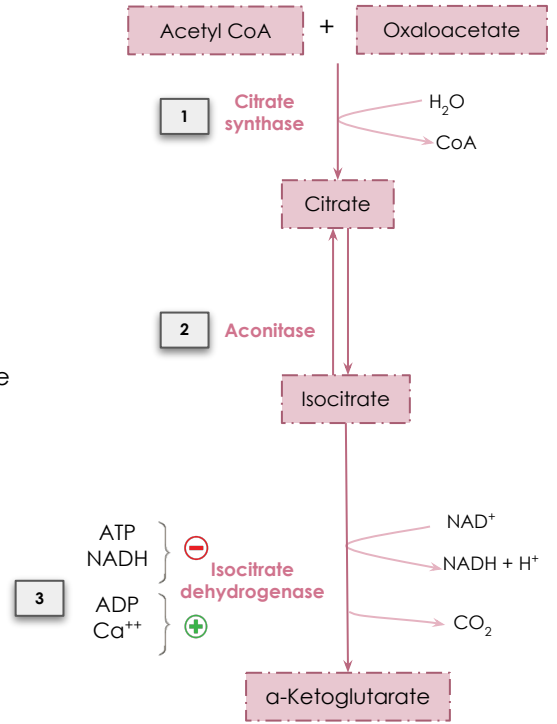 Acetyl CoA + Oxaloacetate
1 Citrate synthase
H₂O
CoA
Citrate
2 Aconitase
e
Isocitrate
ATP
NADH
−
NAD⁺
NADH + H⁺
Isocitrate
dehydrogenase
3
ADP
Ca⁺⁺
+
CO₂
α-Ketoglutarate